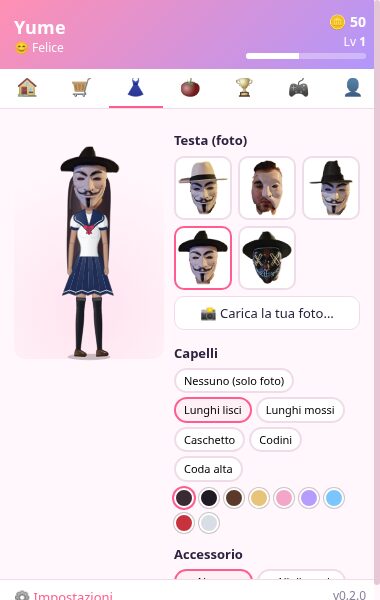 Yume
50
😊 Felice
Lv 1
Testa (foto)
📸 Carica la tua foto...
Capelli
Nessuno (solo foto)
Lunghi lisci
Lunghi mossi
Caschetto
Codini
Coda alta
Accessorio
Impostazioni
v0.2.0